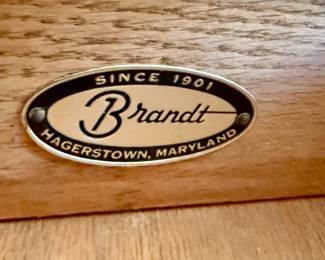 SINCE 1901
Brandt
HAGERSTOWN, MARYLAND